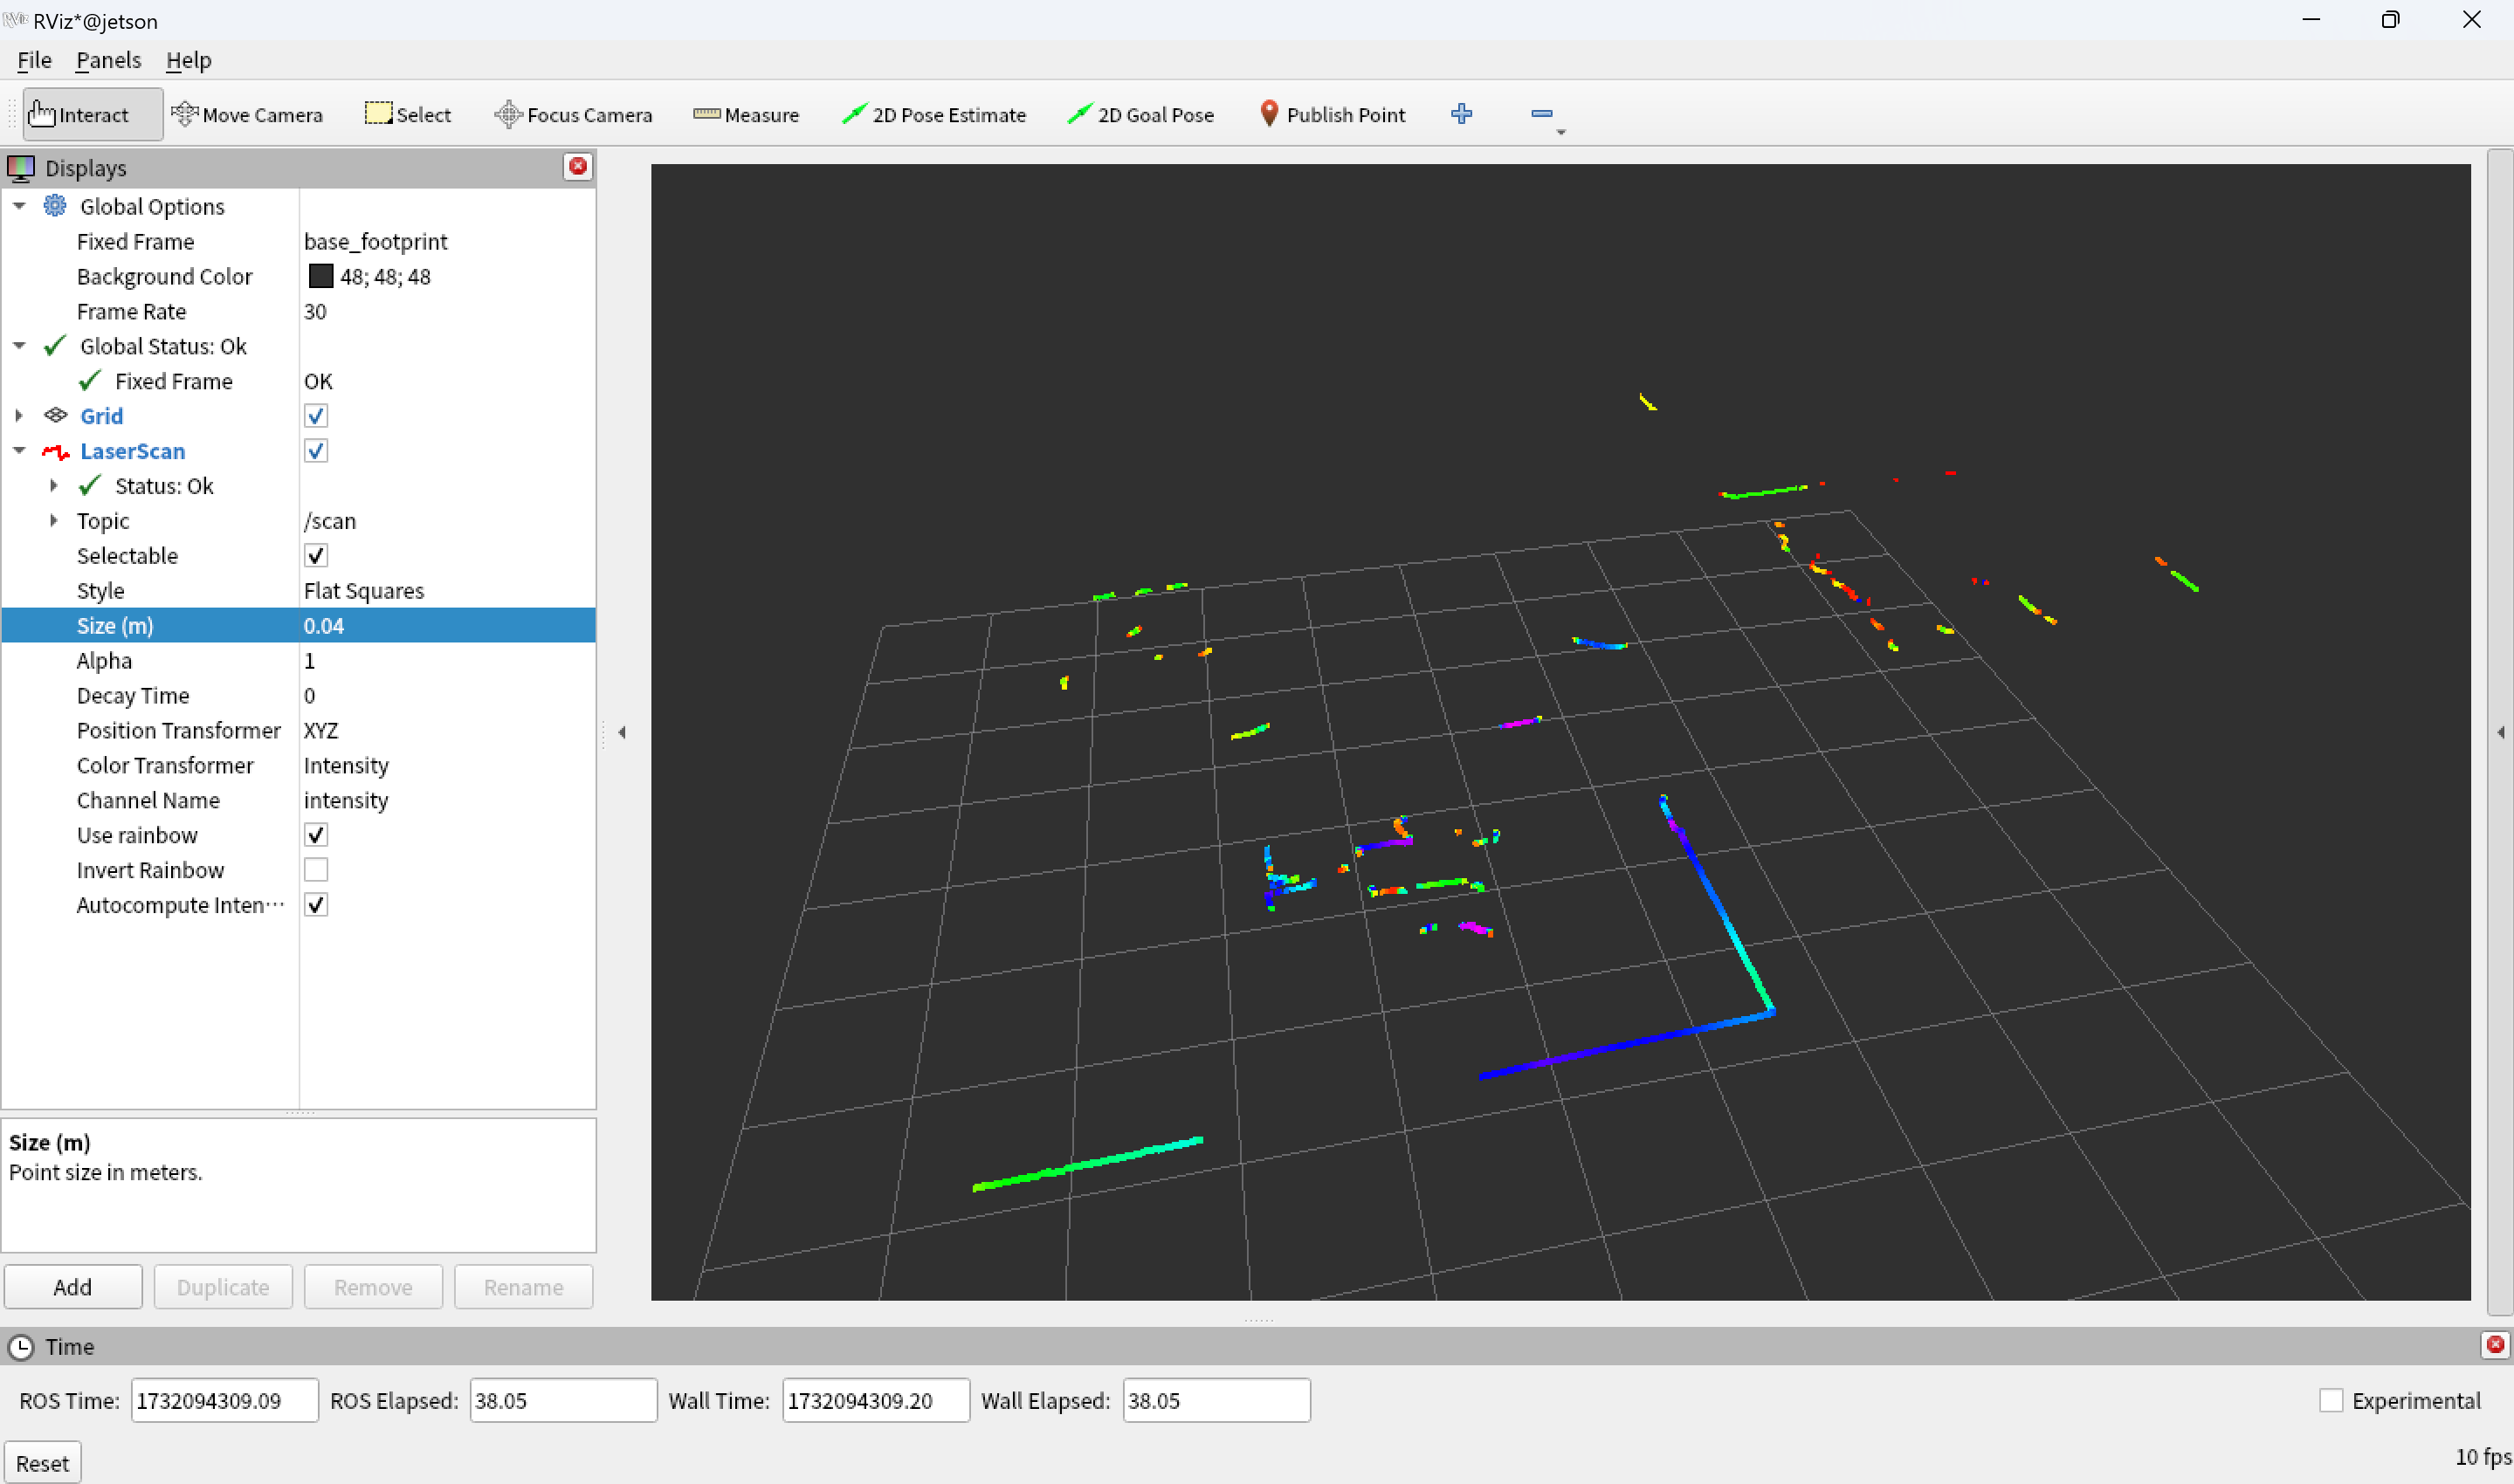 RViz*@jetson
File Panels Help
Interact Move Camera Select Focus Camera Measure 2D Pose Estimate 2D Goal Pose Publish Point
Displays
Global Options
Fixed Frame base_footprint
Background Color 48; 48; 48
Frame Rate 30
Global Status: Ok
Fixed Frame OK
Grid
LaserScan
Status: Ok
Topic /scan
Selectable
Style Flat Squares
Size (m) 0.04
Alpha 1
Decay Time 0
Position Transformer XYZ
Color Transformer Intensity
Channel Name intensity
Use rainbow
Invert Rainbow
Autocompute Inten⋯
Size (m)
Point size in meters.
Add Duplicate Remove Rename
Time
ROS Time: 1732094309.09 ROS Elapsed: 38.05 Wall Time: 1732094309.20 Wall Elapsed: 38.05 Experimental
Reset 10 fps